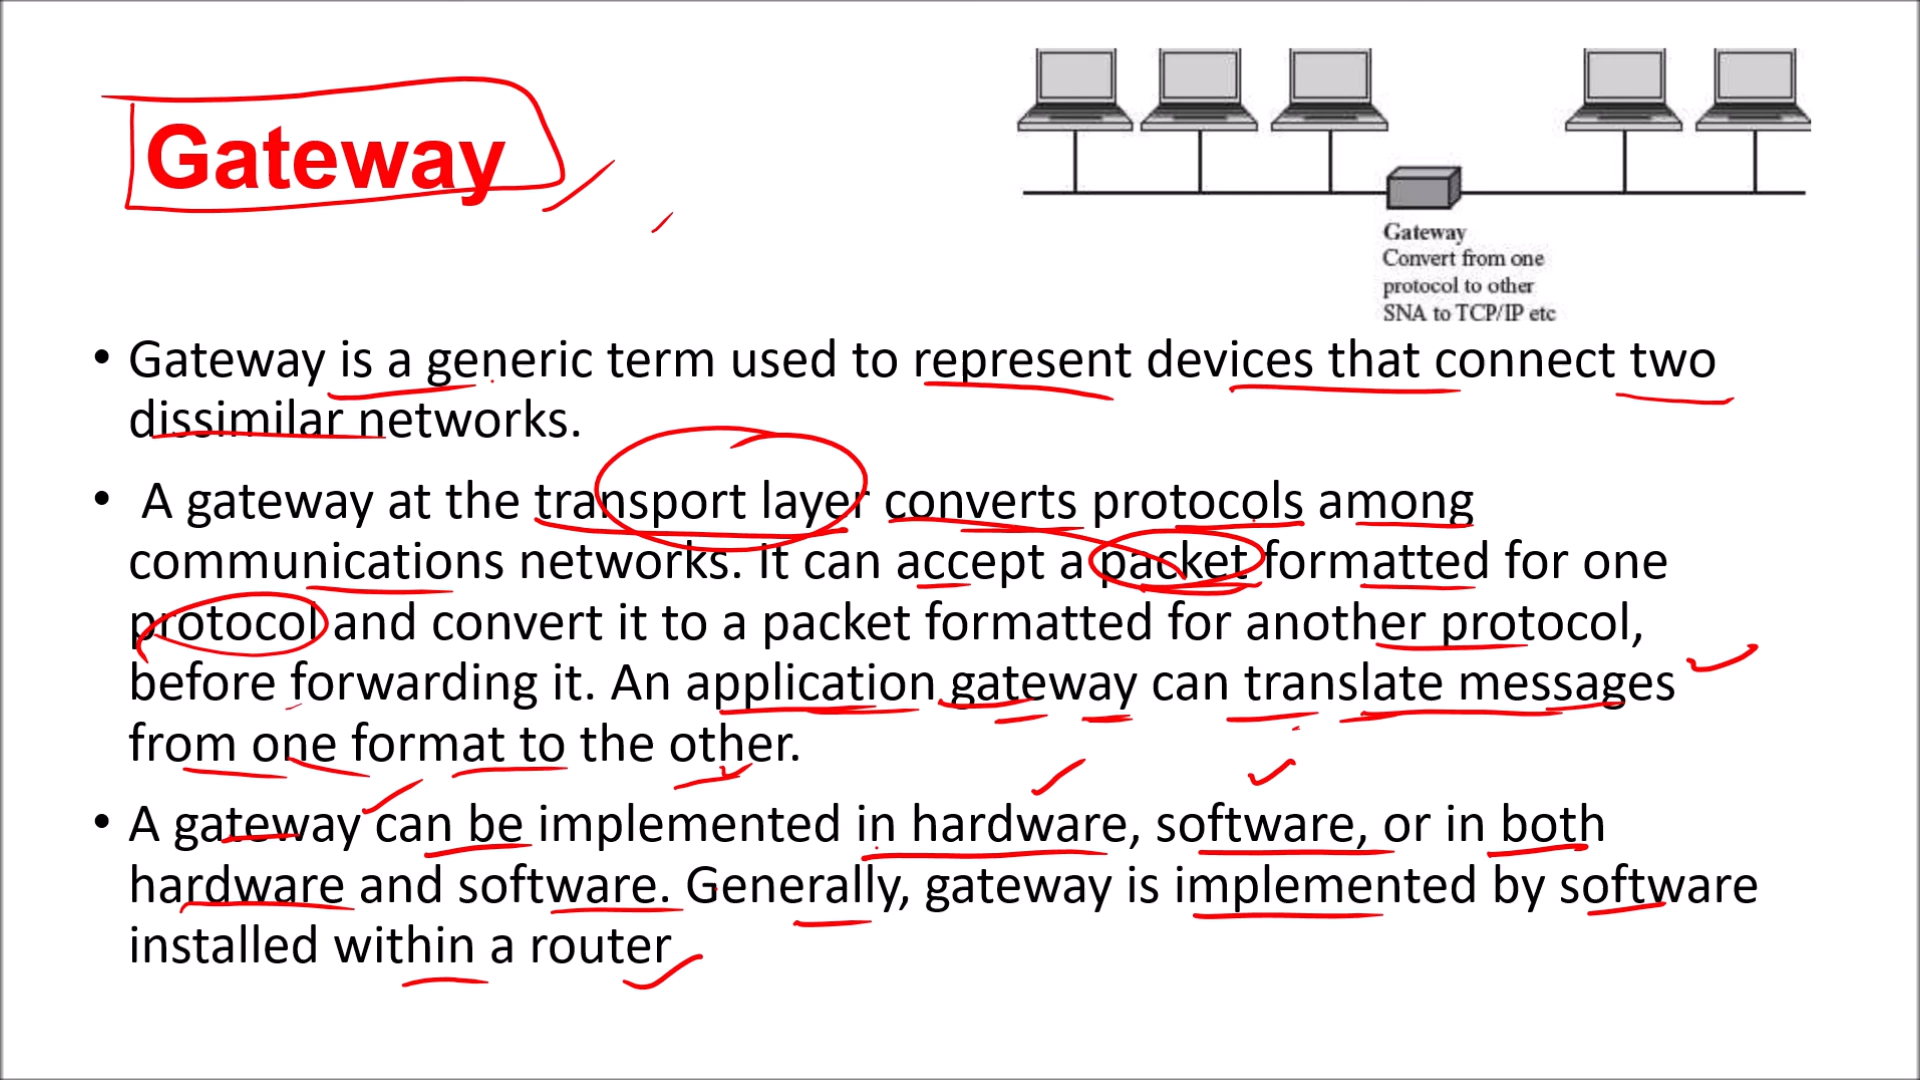 Gateway
Gateway
Convert from one
protocol to other
SNA to TCP/IP etc
• Gateway is a generic term used to represent devices that connect two
dissimilar networks.
• A gateway at the transport layer converts protocols among
communications networks. It can accept a packet formatted for one
protocol and convert it to a packet formatted for another protocol,
before forwarding it. An application gateway can translate messages
from one format to the other.
• A gateway can be implemented in hardware, software, or in both
hardware and software. Generally, gateway is implemented by software
installed within a router